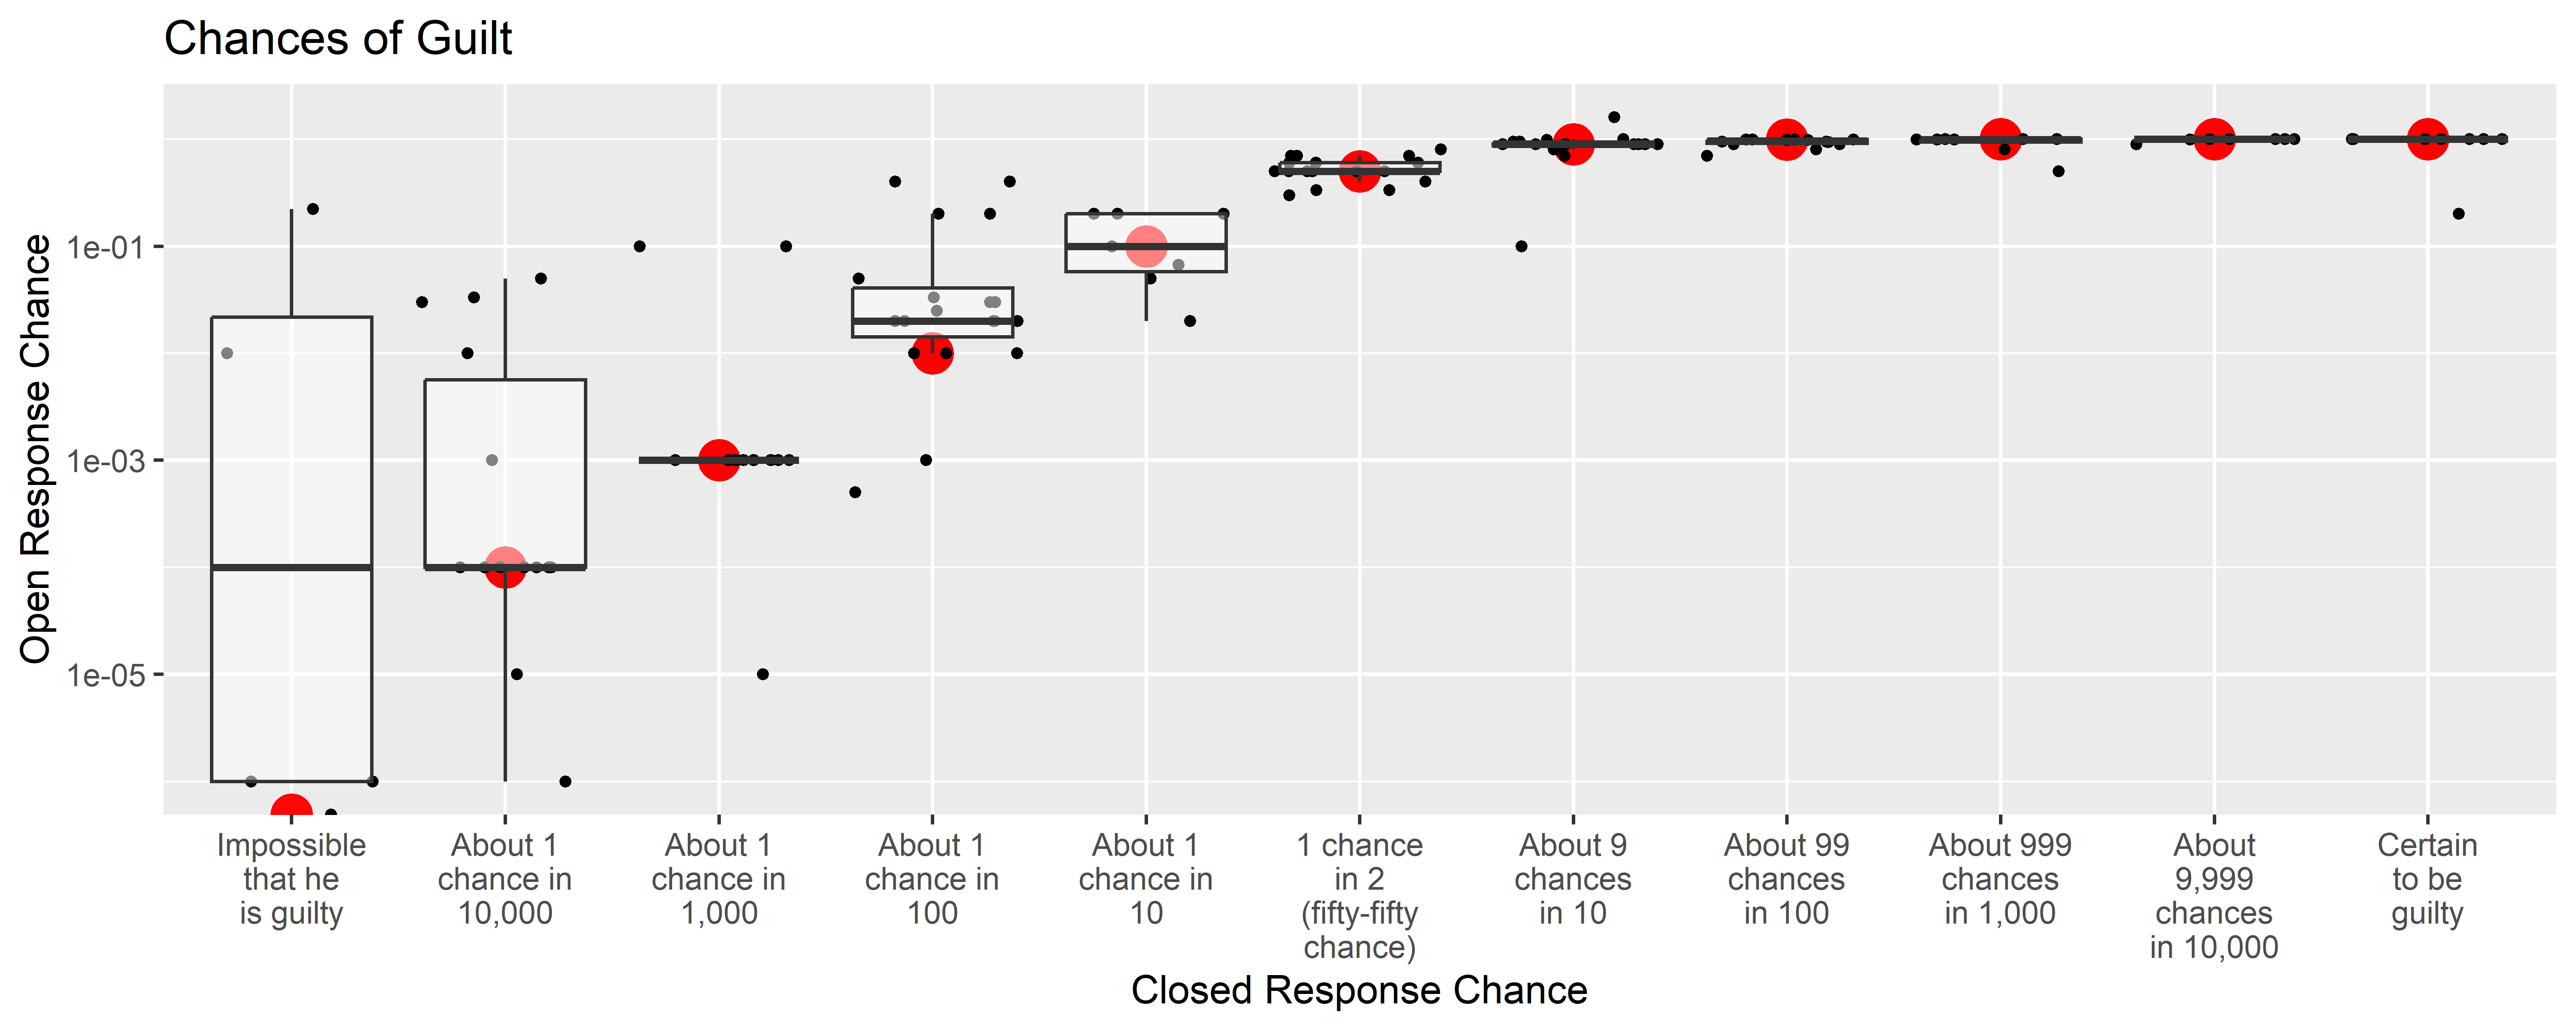 Chances of Guilt
Open Response Chance
1e-01
1e-03
1e-05
Impossible
that he
is guilty
About 1
chance in
10,000
About 1
chance in
1,000
About 1
chance in
100
About 1
chance in
10
1 chance
in 2
(fifty-fifty
chance)
About 9
chances
in 10
About 99
chances
in 100
About 999
chances
in 1,000
About
9,999
chances
in 10,000
Certain
to be
guilty
Closed Response Chance